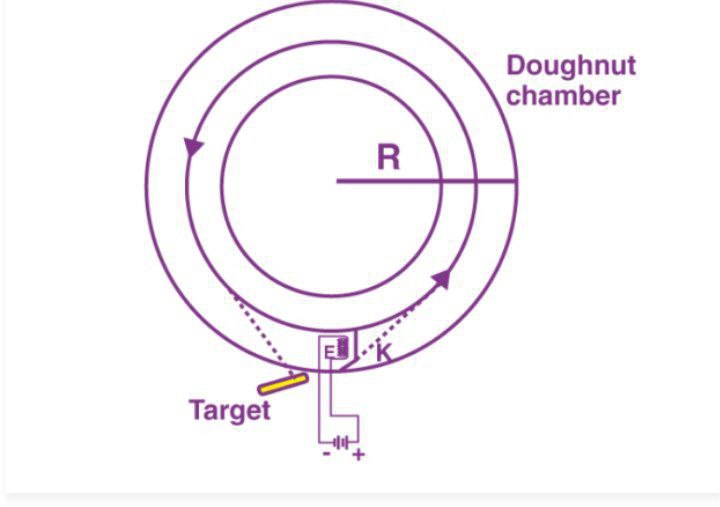 Doughnut
chamber
R
E
K
Target
- +